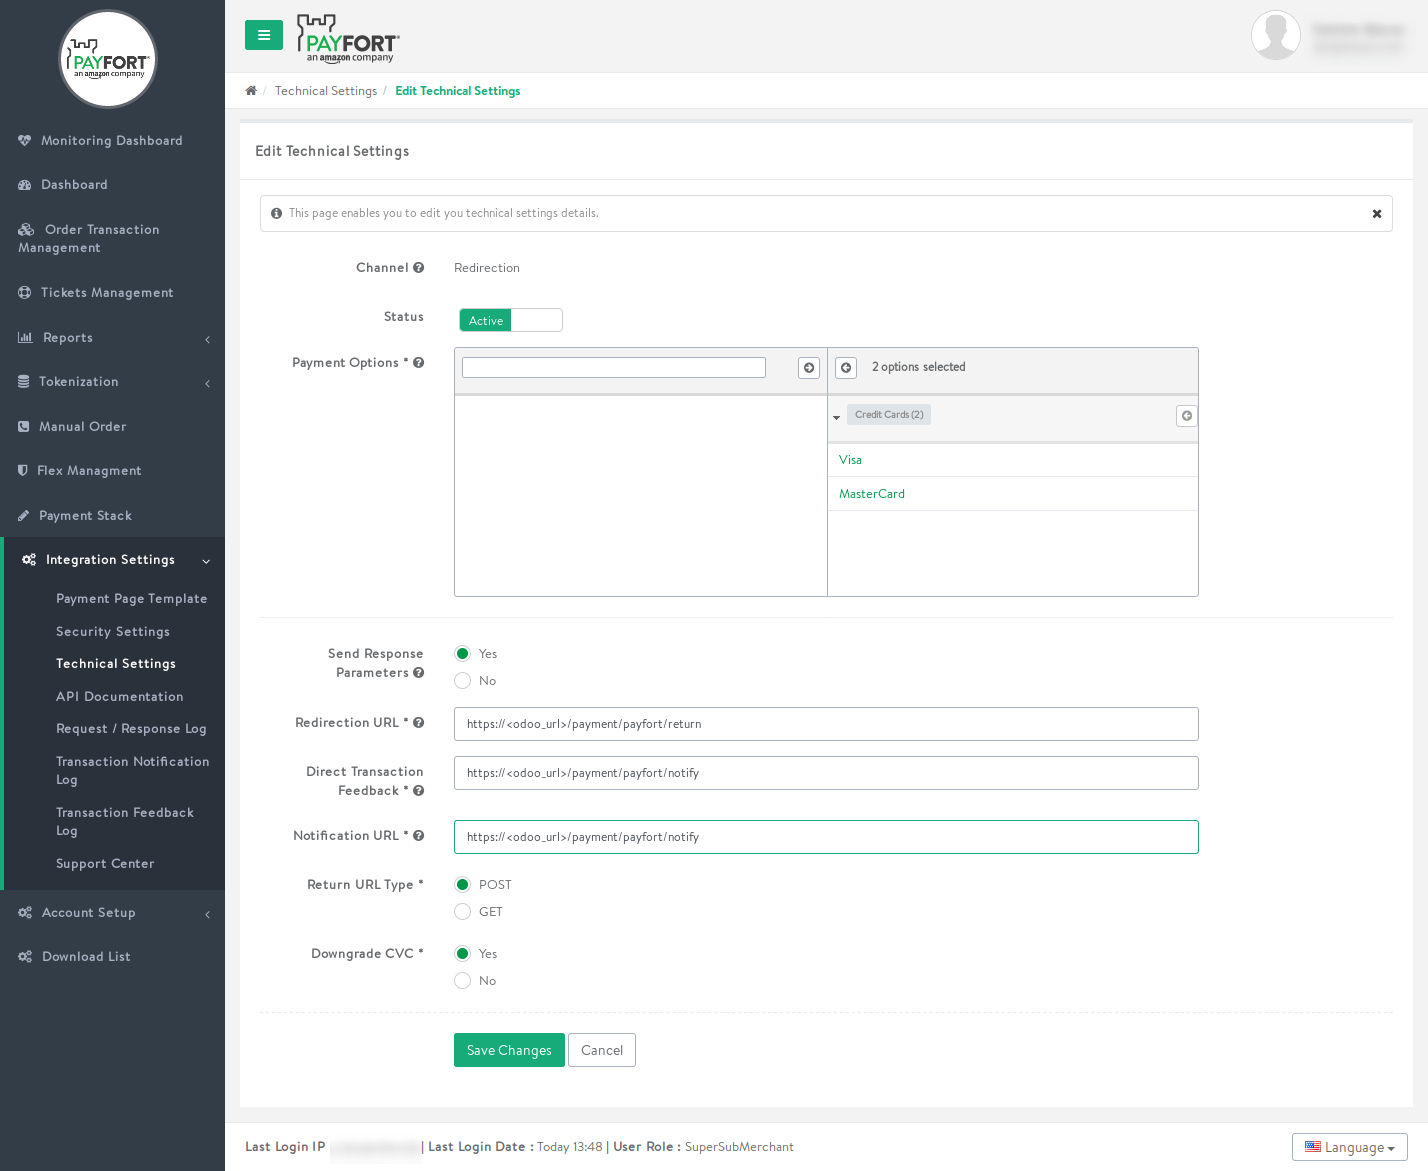 PAYFORT
an amazon company
Monitoring Dashboard
Dashboard
Order Transaction
Management
Tickets Management
Reports
Tokenization
Manual Order
Flex Managment
Payment Stack
Integration Settings
Payment Page Template
Security Settings
Technical Settings
API Documentation
Request / Response Log
Transaction Notification
Log
Transaction Feedback
Log
Support Center
Account Setup
Download List
PAYFORT
an amazon company
/ Technical Settings / Edit Technical Settings
Edit Technical Settings
This page enables you to edit you technical settings details.
Channel Redirection
Status Active
Payment Options * 2 options selected
Credit Cards (2)
Visa
MasterCard
Send Response
Parameters
Yes
No
Redirection URL * https://<odoo_url>/payment/payfort/return
Direct Transaction
Feedback *
https://<odoo_url>/payment/payfort/notify
Notification URL * https://<odoo_url>/payment/payfort/notify
Return URL Type * POST
GET
Downgrade CVC * Yes
No
Save Changes Cancel
Last Login IP | Last Login Date : Today 13:48 | User Role : SuperSubMerchant
Language